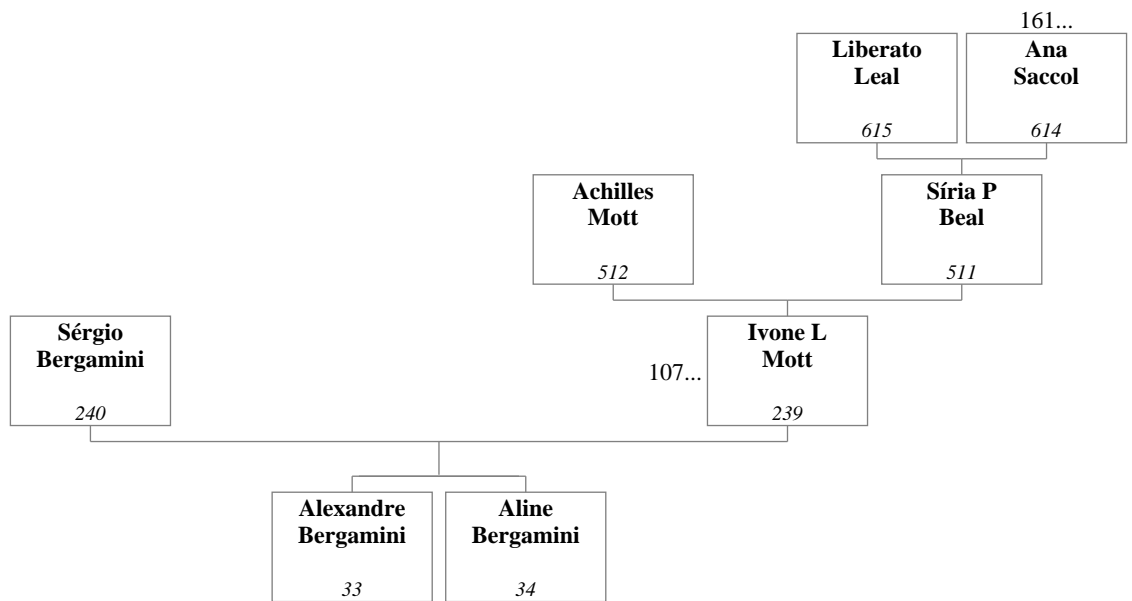 161...
Liberato
Leal
615
Ana
Saccol
614
Achilles
Mott
512
Síria P
Beal
511
Sérgio
Bergamini
240
107...
Ivone L
Mott
239
Alexandre
Bergamini
33
Aline
Bergamini
34